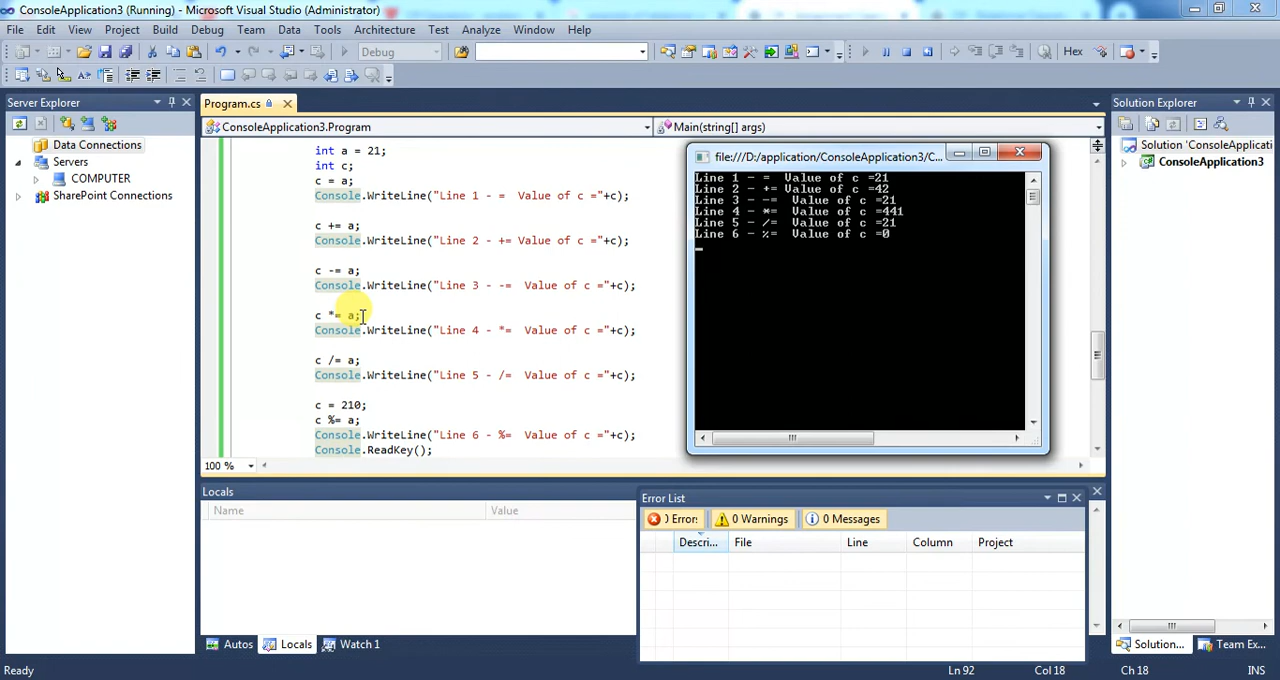 ConsoleApplication3 (Running) - Microsoft Visual Studio (Administrator)
File Edit View Project Build Debug Team Data Tools Architecture Test Analyze Window Help
Debug
Hex
Server Explorer
Data Connections
Servers
COMPUTER
SharePoint Connections
Program.cs
ConsoleApplication3.Program
Main(string[] args)
int a = 21;
int c;
c = a;
Console.WriteLine("Line 1 - =  Value of c ="+c);
c += a;
Console.WriteLine("Line 2 - += Value of c ="+c);
c -= a;
Console.WriteLine("Line 3 - -=  Value of c ="+c);
c *= a;
Console.WriteLine("Line 4 - *=  Value of c ="+c);
c /= a;
Console.WriteLine("Line 5 - /=  Value of c ="+c);
c = 210;
c %= a;
Console.WriteLine("Line 6 - %=  Value of c ="+c);
Console.ReadKey();
100 %
file:///D:/application/ConsoleApplication3/C...
Line 1 - =  Value of c =21
Line 2 - += Value of c =42
Line 3 - -=  Value of c =21
Line 4 - *=  Value of c =441
Line 5 - /=  Value of c =21
Line 6 - %=  Value of c =0
Solution Explorer
Solution 'ConsoleApplicati
ConsoleApplication3
Locals
Name Value
Autos Locals Watch 1
Error List
0 Warnings 0 Messages
Descri... File Line Column Project
Solution... Team Ex...
Ready Ln 92 Col 18 Ch 18 INS